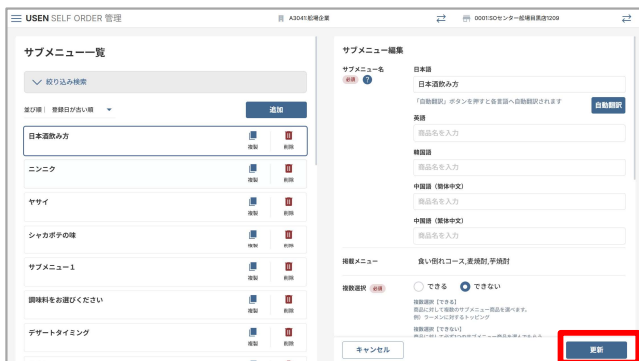 USEN SELF ORDER 管理
A3041:舩場企業
0001:SOセンター舩場目黒店1209
サブメニュー一覧
絞り込み検索
並び順： 登録日が古い順
追加
日本酒飲み方
複製
削除
ニンニク
複製
削除
ヤサイ
複製
削除
シャカポテの味
複製
削除
サブメニュー１
複製
削除
調味料をお選びください
複製
削除
デザートタイミング
複製
削除
サブメニュー編集
サブメニュー名
必須
?
日本語
日本酒飲み方
「自動翻訳」ボタンを押すと各言語へ自動翻訳されます
自動翻訳
英語
商品名を入力
韓国語
商品名を入力
中国語（簡体中文）
商品名を入力
中国語（繁体中文）
商品名を入力
掲載メニュー
食い倒れコース,麦焼酎,芋焼酎
複数選択 必須
できる
できない
複数選択【できる】
商品に対して複数のサブメニュー商品を選べます。
例）ラーメンに対するトッピング
複数選択【できない】
キャンセル
更新